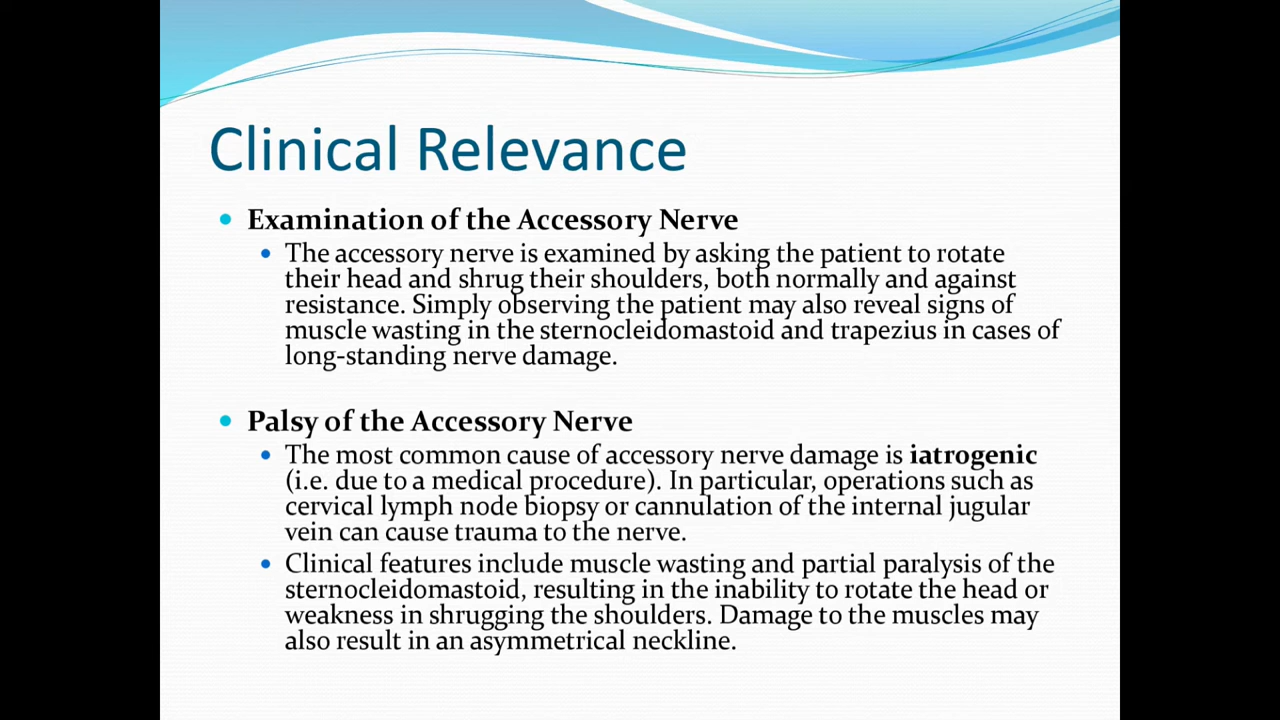 Clinical Relevance
Examination of the Accessory Nerve
The accessory nerve is examined by asking the patient to rotate
their head and shrug their shoulders, both normally and against
resistance. Simply observing the patient may also reveal signs of
muscle wasting in the sternocleidomastoid and trapezius in cases of
long-standing nerve damage.
Palsy of the Accessory Nerve
The most common cause of accessory nerve damage is iatrogenic
(i.e. due to a medical procedure). In particular, operations such as
cervical lymph node biopsy or cannulation of the internal jugular
vein can cause trauma to the nerve.
Clinical features include muscle wasting and partial paralysis of the
sternocleidomastoid, resulting in the inability to rotate the head or
weakness in shrugging the shoulders. Damage to the muscles may
also result in an asymmetrical neckline.